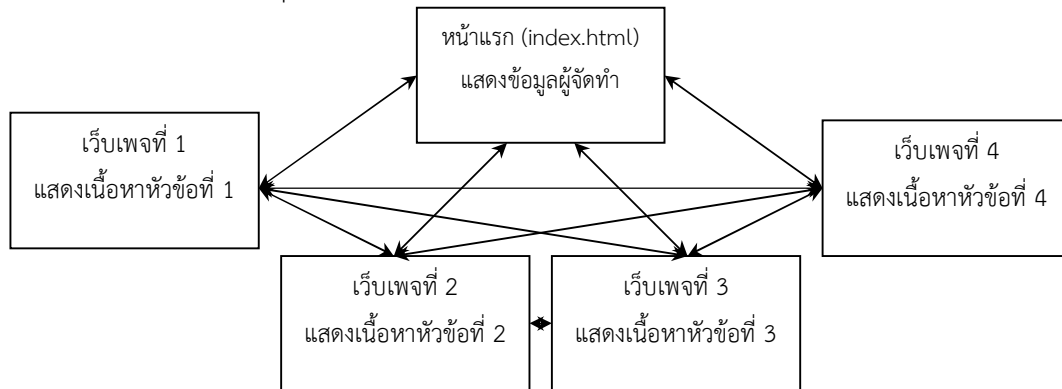 หน้าแรก (index.html)
แสดงข้อมูลผู้จัดทำ
เว็บเพจที่ 1
แสดงเนื้อหาหัวข้อที่ 1
เว็บเพจที่ 4
แสดงเนื้อหาหัวข้อที่ 4
เว็บเพจที่ 2
แสดงเนื้อหาหัวข้อที่ 2
เว็บเพจที่ 3
แสดงเนื้อหาหัวข้อที่ 3